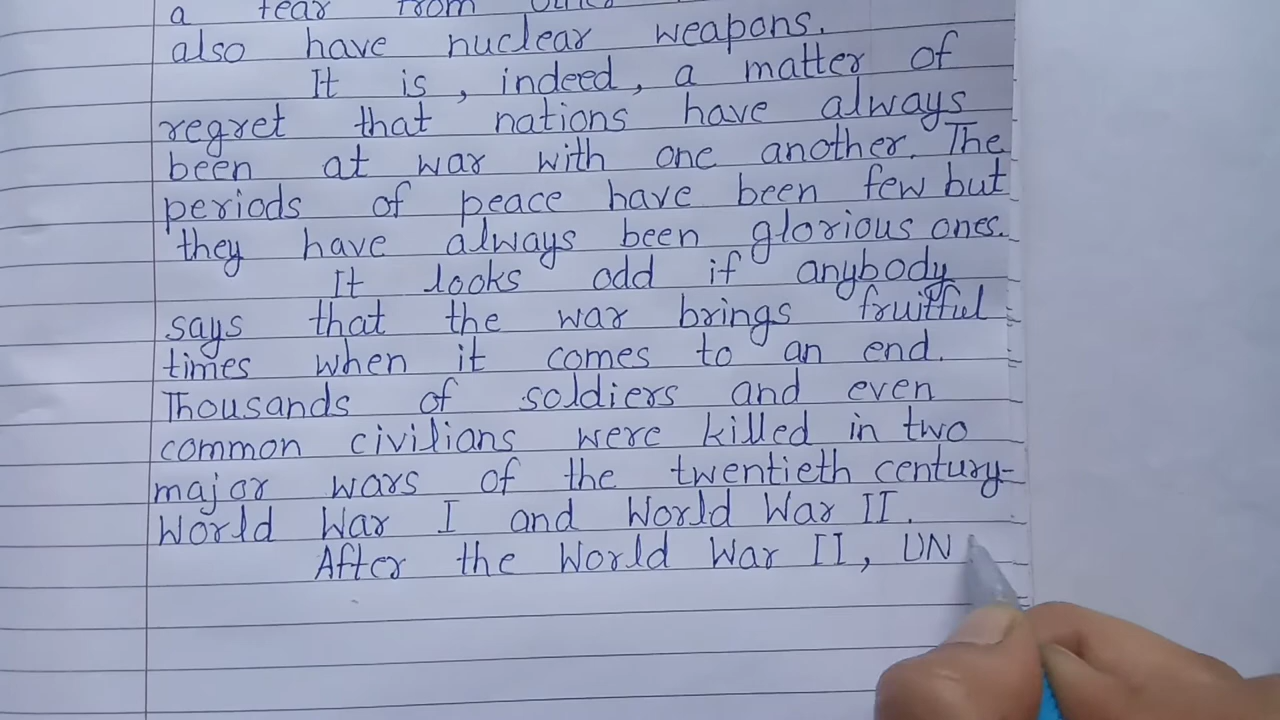 a fear from
also have nuclear weapons.
It is, indeed, a matter of
regret that nations have always
been at war with one another. The
periods of peace have been few but
they have always been glorious ones.
It looks odd if anybody
says that the war brings fruitful
times when it comes to an end.
Thousands of soldiers and even
common civilians were killed in two
major wars of the twentieth century-
World War I and World War II.
After the World War II, UN